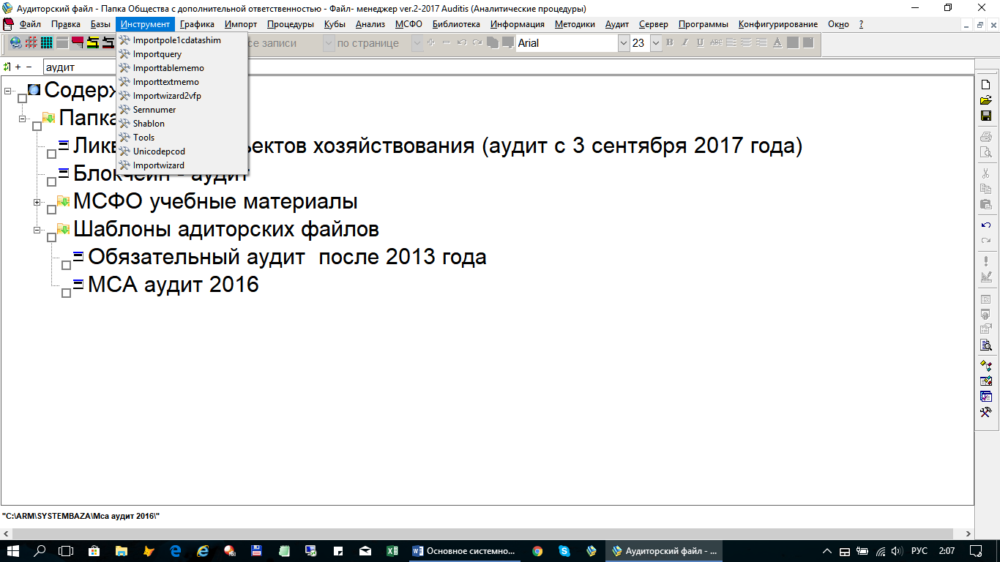 Аудиторский файл - Папка Общества с дополнительной ответственностью - Файл- менеджер ver.2-2017 Auditis (Аналитические процедуры)
Файл Правка Базы Инструмент Графика Импорт Процедуры Кубы Анализ МСФО Библиотека Информация Методики Аудит Сервер Программы Конфигурирование Окно ?
се записи по странице Arial 23 B I U ABC A
+ − аудит
Importpole1cdatashim
Importquery
Importtablememo
Importtextmemo
Importwizard2vfp
Sernnumer
Shablon
Tools
Unicodepcod
Importwizard
Содерж
Папка
Ликв ъектов хозяйствования (аудит с 3 сентября 2017 года)
Блокчейн - аудит
МСФО учебные материалы
Шаблоны адиторских файлов
Обязательный аудит после 2013 года
МСА аудит 2016
"C:\ARM\SYSTEMBAZA\Мса аудит 2016\"
Основное системно... Аудиторский файл - ... РУС 2:07